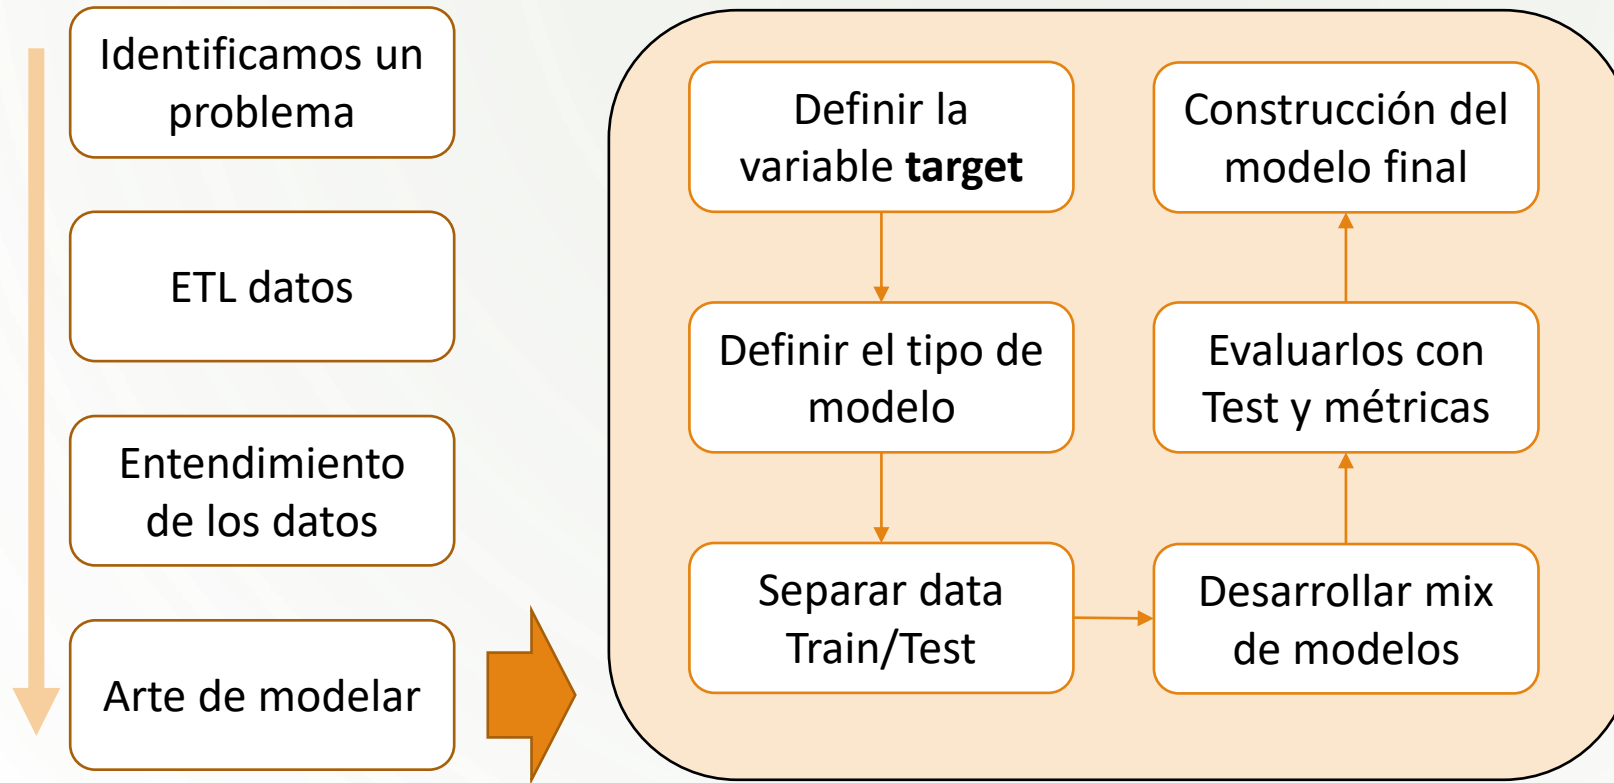 Identificamos un
problema
ETL datos
Entendimiento
de los datos
Arte de modelar
Definir la
variable target
Definir el tipo de
modelo
Separar data
Train/Test
Desarrollar mix
de modelos
Evaluarlos con
Test y métricas
Construcción del
modelo final